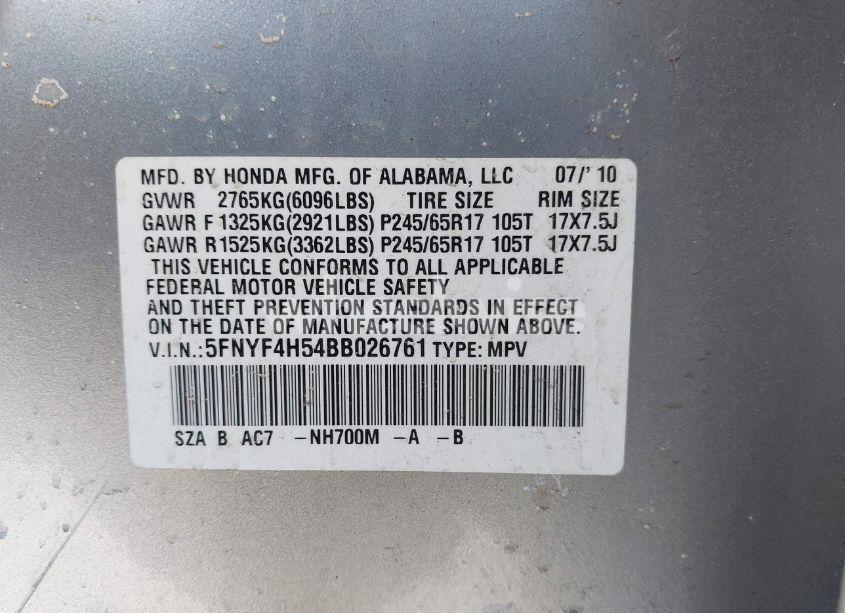 MFD. BY HONDA MFG. OF ALABAMA, LLC 07/' 10
GVWR 2765KG(6096LBS) TIRE SIZE RIM SIZE
GAWR F 1325KG(2921LBS) P245/65R17 105T 17X7.5J
GAWR R 1525KG(3362LBS) P245/65R17 105T 17X7.5J
THIS VEHICLE CONFORMS TO ALL APPLICABLE
FEDERAL MOTOR VEHICLE SAFETY
AND THEFT PREVENTION STANDARDS IN EFFECT
ON THE DATE OF MANUFACTURE SHOWN ABOVE.
V.I.N.:5FNYF4H54BB026761 TYPE: MPV
SZA B AC7 -NH700M -A -B